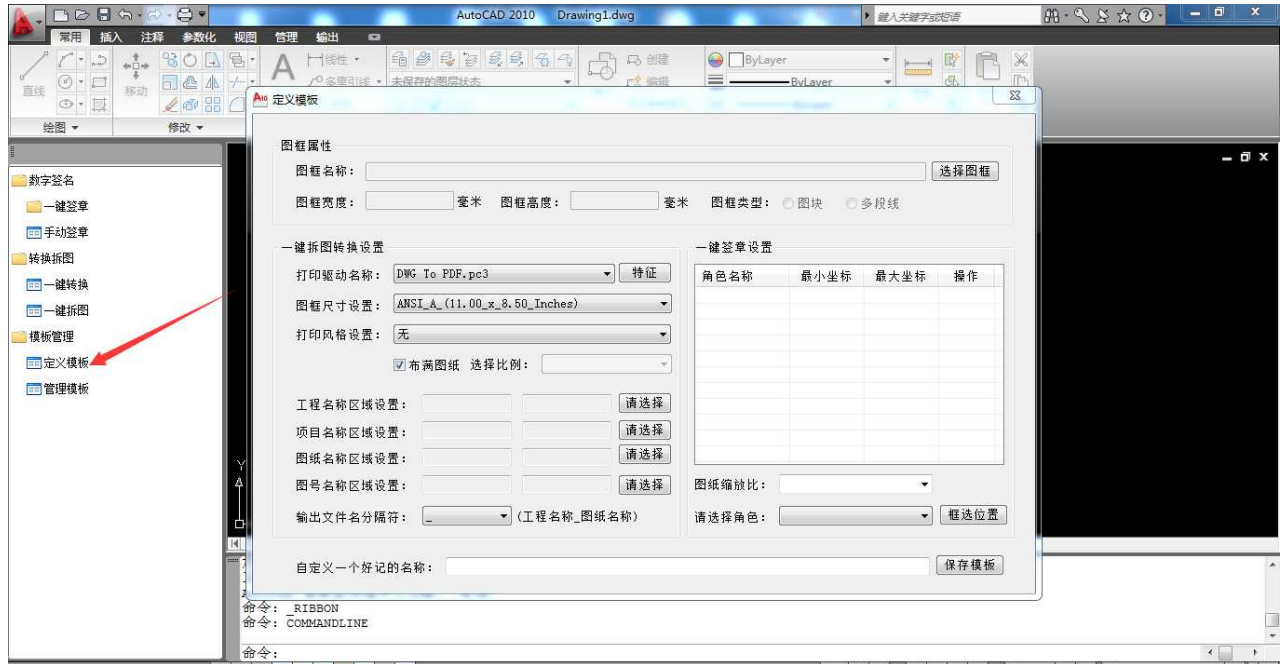 AutoCAD 2010 Drawing1.dwg 键入关键字或短语
常用 插入 注释 参数化 视图 管理 输出
线性
ByLayer
创建
直线 移动 A 多重引线 未保存的图层状态 编辑 ByLayer
绘图 修改
定义模板
数字签名
一键签章
手动签章
转换拆图
一键转换
一键拆图
模板管理
定义模板
管理模板
图框属性
图框名称： 选择图框
图框宽度： 毫米 图框高度： 毫米 图框类型： 图块 多段线
一键拆图转换设置
打印驱动名称： DWG To PDF.pc3 特征
图框尺寸设置： ANSI_A_(11.00_x_8.50_Inches)
打印风格设置： 无
布满图纸 选择比例：
工程名称区域设置： 请选择
项目名称区域设置： 请选择
图纸名称区域设置： 请选择
图号名称区域设置： 请选择
输出文件名分隔符： _ (工程名称_图纸名称)
一键签章设置
角色名称 最小坐标 最大坐标 操作
图纸缩放比：
请选择角色： 框选位置
自定义一个好记的名称： 保存模板
Y
命令： _RIBBON
命令： COMMANDLINE
命令：